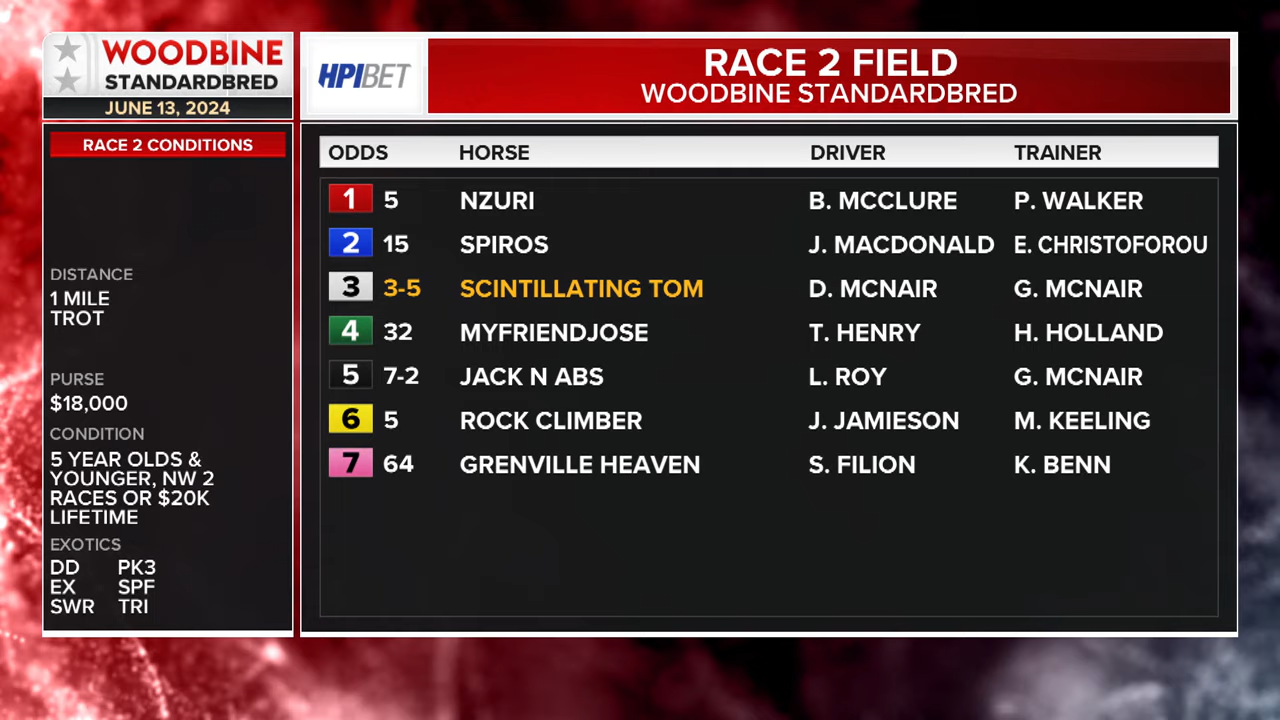 WOODBINE
STANDARDBRED
JUNE 13, 2024
HPIBET
RACE 2 FIELD
WOODBINE STANDARDBRED
RACE 2 CONDITIONS
DISTANCE
1 MILE
TROT
PURSE
$18,000
CONDITION
5 YEAR OLDS &
YOUNGER, NW 2
RACES OR $20K
LIFETIME
EXOTICS
DD PK3
EX SPF
SWR TRI
ODDS HORSE DRIVER TRAINER
1 5 NZURI B. MCCLURE P. WALKER
2 15 SPIROS J. MACDONALD E. CHRISTOFOROU
3 3-5 SCINTILLATING TOM D. MCNAIR G. MCNAIR
4 32 MYFRIENDJOSE T. HENRY H. HOLLAND
5 7-2 JACK N ABS L. ROY G. MCNAIR
6 5 ROCK CLIMBER J. JAMIESON M. KEELING
7 64 GRENVILLE HEAVEN S. FILION K. BENN